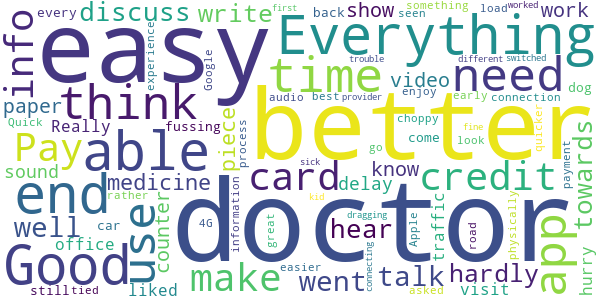 easy
doctor
better
Everything
Good
end
use
able
Pay
think
time
need
card
credit
app
make
info
well
went
talk
hear
hardly
discuss
write
show
work
video
know
delay
visit
towards
hurry
traffic
piece
medicine
counter
office
liked
sound
paper
Really
fussing
every
experience
Google
back
seen
something
first
load
worked
trouble
different
switched
audio
best
provider
enjoy
early
connection
dog
choppy
quicker
process
come
look
fine
go
Quick
sick
payment
rather
car
4G
information
great
kid
dragging
connecting
Apple
road
physically
easier
asked
still
tied